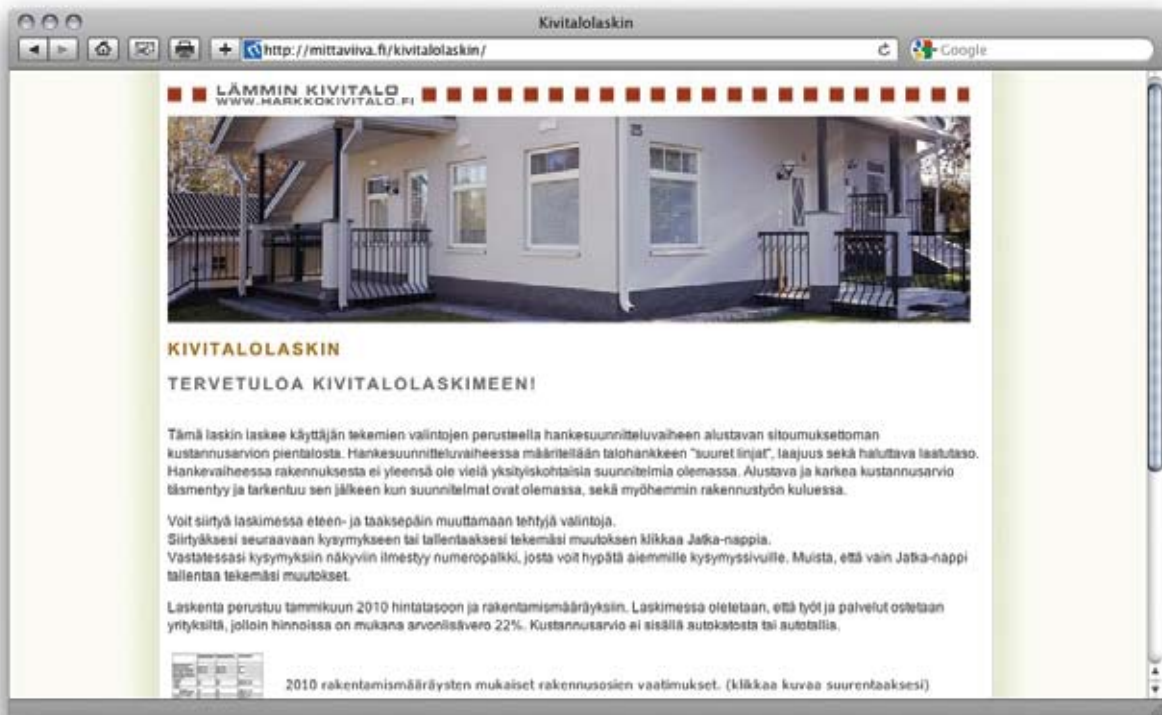 Kivitalolaskin
http://mittaviiva.fi/kivitalolaskin/
Google
LÄMMIN KIVITALO
WWW.HARKKOKIVITALO.FI
KIVITALOLASKIN
TERVETULOA KIVITALOLASKIMEEN!
Tämä laskin laskee käyttäjän tekemien valintojen perusteella hankesuunnitteluvaiheen alustavan sitoumuksettoman
kustannusarvion pientalosta. Hankesuunnitteluvaiheessa määritellään talohankkeen "suuret linjat", laajuus sekä haluttava laatutaso.
Hankevaiheessa rakennuksesta ei yleensä ole vielä yksityiskohtaisia suunnitelmia olemassa. Alustava ja karkea kustannusarvio
täsmentyy ja tarkentuu sen jälkeen kun suunnitelmat ovat olemassa, sekä myöhemmin rakennustyön kuluessa.
Voit siirtyä laskimessa eteen- ja taaksepäin muuttamaan tehtyjä valintoja.
Siirtyäksesi seuraavaan kysymykseen tai tallentaaksesi tekemäsi muutoksen klikkaa Jatka-nappia.
Vastatessasi kysymyksiin näkyviin ilmestyy numeropalkki, josta voit hypätä aiemmille kysymyssivuille. Muista, että vain Jatka-nappi
tallentaa tekemäsi muutokset.
Laskenta perustuu tammikuun 2010 hintatasoon ja rakentamismääräyksiin. Laskimessa oletetaan, että työt ja palvelut ostetaan
yrityksiltä, jolloin hinnoissa on mukana arvonlisävero 22%. Kustannusarvio ei sisällä autokatosta tai autotallia.
2010 rakentamismääräysten mukaiset rakennusosien vaatimukset. (klikkaa kuvaa suurentaaksesi)